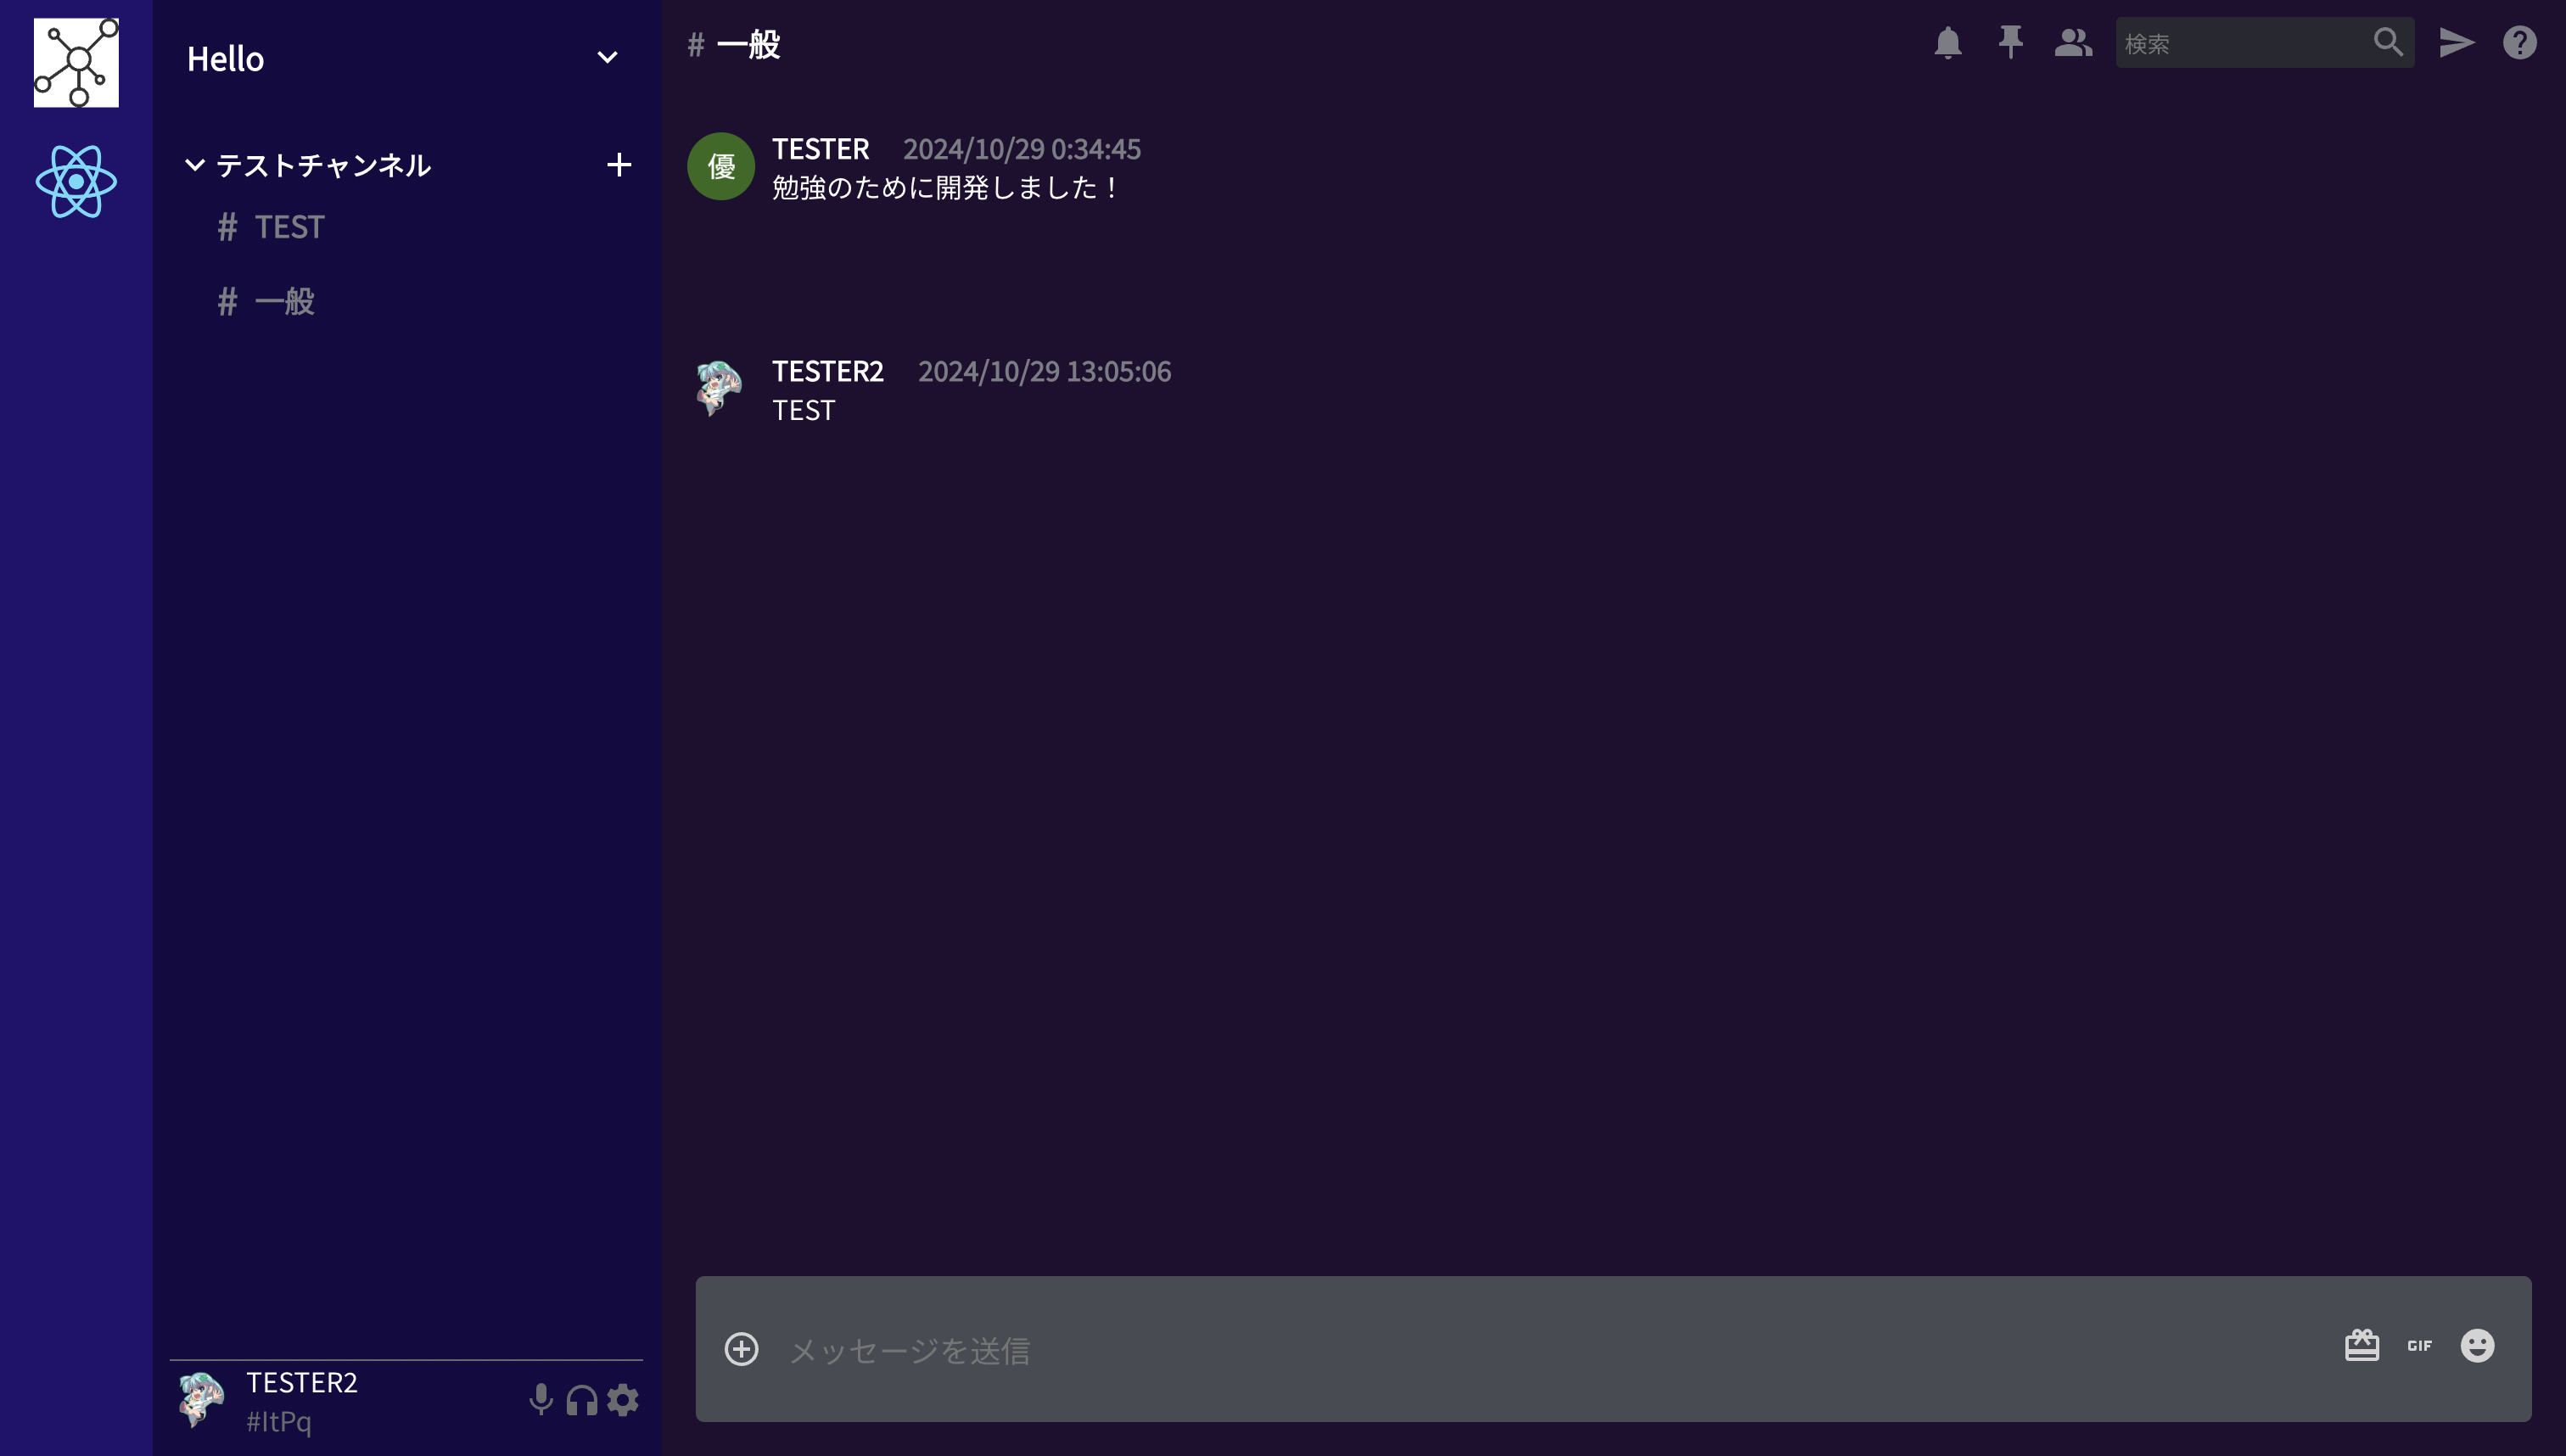 Hello
テストチャンネル
# TEST
# 一般
TESTER2
#ItPq
# 一般
検索
優
TESTER 2024/10/29 0:34:45
勉強のために開発しました！
TESTER2 2024/10/29 13:05:06
TEST
メッセージを送信
GIF